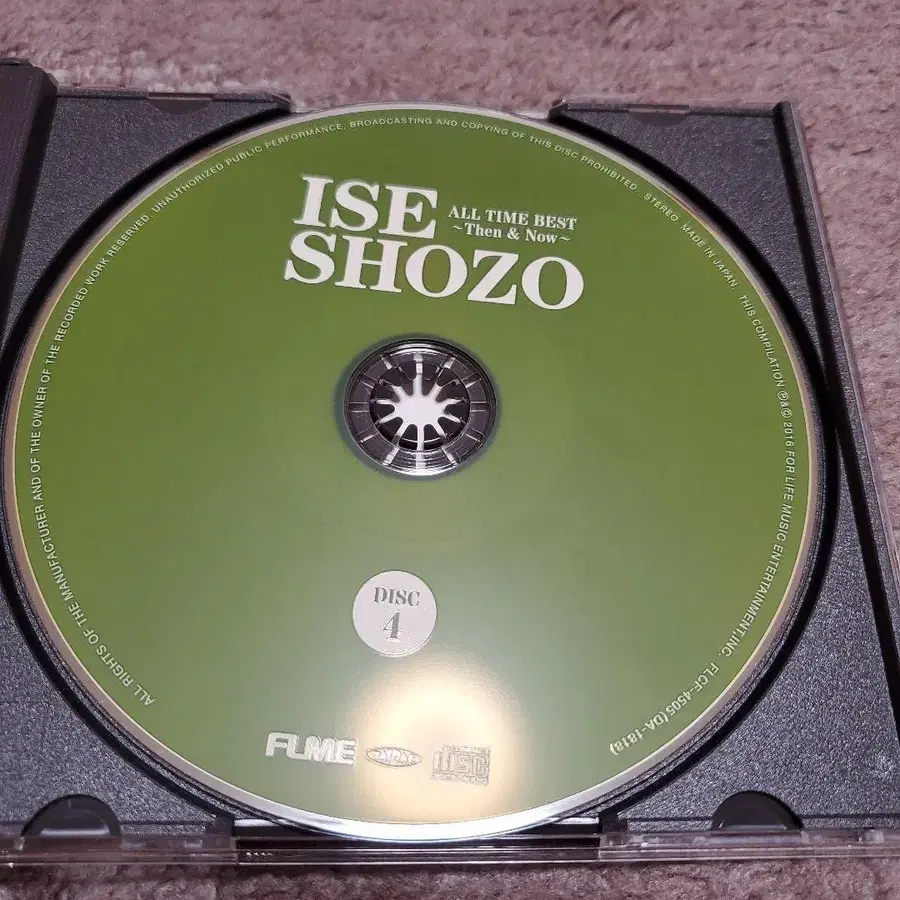 ISE
SHOZO
ALL TIME BEST
~Then & Now~
DISC
4
FLME
disc
ALL RIGHTS OF THE MANUFACTURER AND OF THE OWNER OF THE RECORDED WORK RESERVED. UNAUTHORIZED PUBLIC PERFORMANCE, BROADCASTING AND COPYING OF THIS DISC PROHIBITED. STEREO. MADE IN JAPAN. THIS COMPILATION Ⓟ&© 2016 FOR LIFE MUSIC ENTERTAINMENT,INC. FLCF-4505(DA-1818)